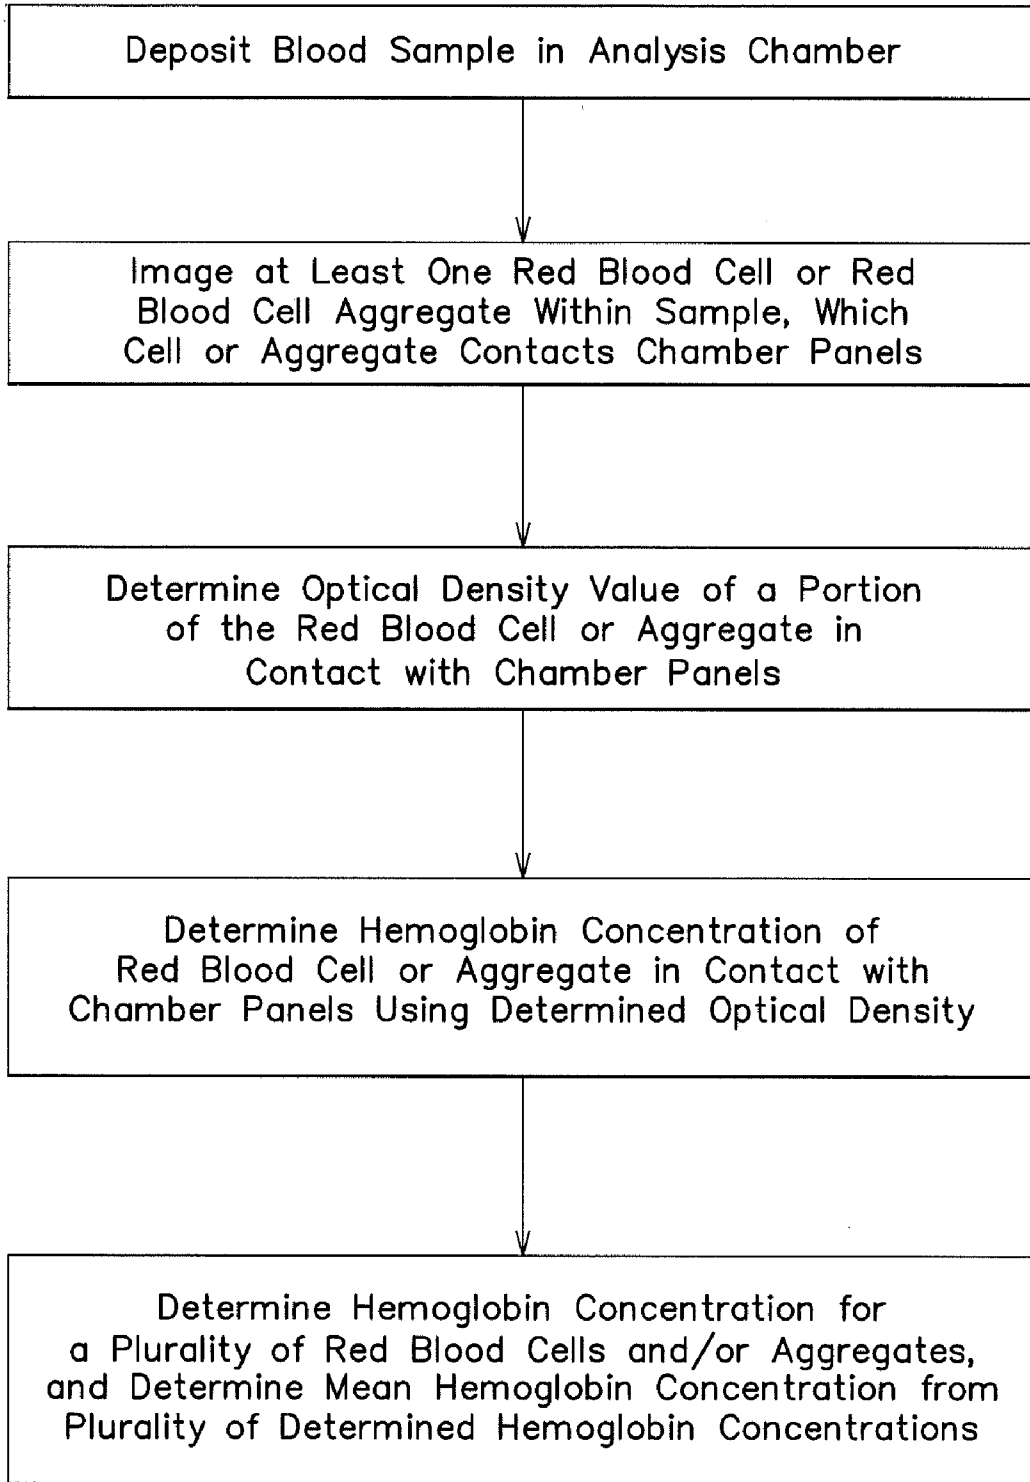 Deposit Blood Sample in Analysis Chamber
Image at Least One Red Blood Cell or Red
Blood Cell Aggregate Within Sample, Which
Cell or Aggregate Contacts Chamber Panels
Determine Optical Density Value of a Portion
of the Red Blood Cell or Aggregate in
Contact with Chamber Panels
Determine Hemoglobin Concentration of
Red Blood Cell or Aggregate in Contact with
Chamber Panels Using Determined Optical Density
Determine Hemoglobin Concentration for
a Plurality of Red Blood Cells and/or Aggregates,
and Determine Mean Hemoglobin Concentration from
Plurality of Determined Hemoglobin Concentrations